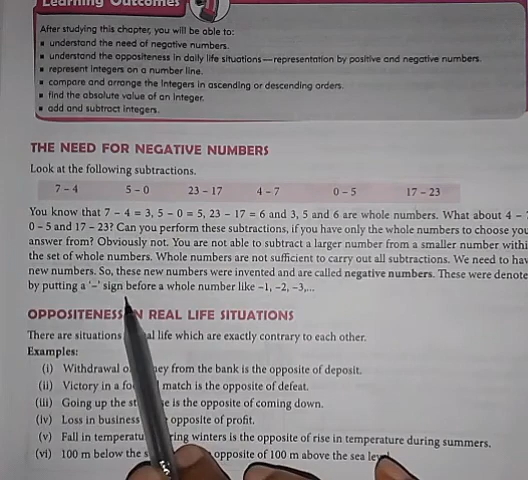 Learning Outcomes
After studying this chapter, you will be able to:
understand the need of negative numbers.
understand the oppositeness in daily life situations—representation by positive and negative numbers.
represent integers on a number line.
compare and arrange the integers in ascending or descending orders.
find the absolute value of an integer.
add and subtract integers.
THE NEED FOR NEGATIVE NUMBERS
Look at the following subtractions.
7 – 4 5 – 0 23 – 17 4 – 7 0 – 5 17 – 23
You know that 7 – 4 = 3, 5 – 0 = 5, 23 – 17 = 6 and 3, 5 and 6 are whole numbers. What about 4 –
0 – 5 and 17 – 23? Can you perform these subtractions, if you have only the whole numbers to choose
answer from? Obviously not. You are not able to subtract a larger number from a smaller number
the set of whole numbers. Whole numbers are not sufficient to carry out all subtractions. We need to
new numbers. So, these new numbers were invented and are called negative numbers. These were
by putting a '–' sign before a whole number like –1, –2, –3,...
OPPOSITENESS IN REAL LIFE SITUATIONS
There are situations life which are exactly contrary to each other.
Examples:
(i) Withdrawal from the bank is the opposite of deposit.
(ii) Victory in a match is the opposite of defeat.
(iii) Going up the is the opposite of coming down.
(iv) Loss in business opposite of profit.
(v) Fall in winters is the opposite of rise in temperature during summers.
(vi) 100 m below the opposite of 100 m above the sea